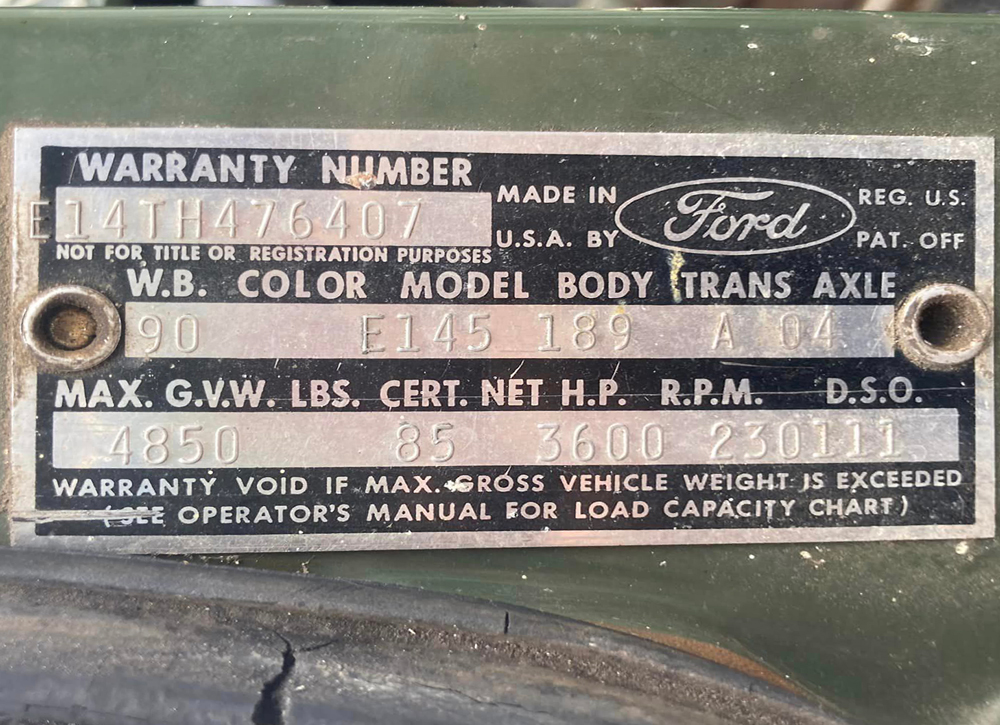 WARRANTY NUMBER
E14TH476407
NOT FOR TITLE OR REGISTRATION PURPOSES
MADE IN
U.S.A. BY
Ford
REG. U.S.
PAT. OFF
W.B. COLOR MODEL BODY TRANS AXLE
90 E145 189 A 04
MAX. G.V.W. LBS. CERT. NET H.P. R.P.M. D.S.O.
4850 85 3600 230111
WARRANTY VOID IF MAX. GROSS VEHICLE WEIGHT IS EXCEEDED
(SEE OPERATOR'S MANUAL FOR LOAD CAPACITY CHART)